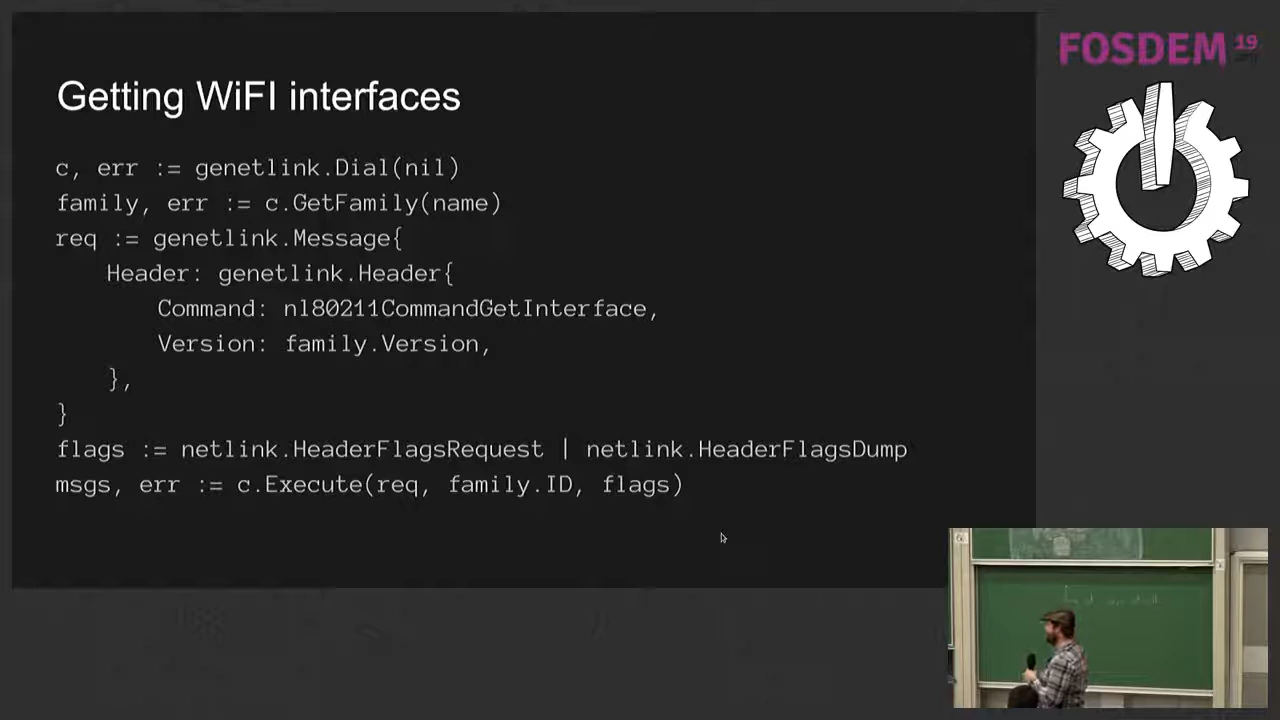 Getting WiFI interfaces
c, err := genetlink.Dial(nil)
family, err := c.GetFamily(name)
req := genetlink.Message{
Header: genetlink.Header{
Command: nl80211CommandGetInterface,
Version: family.Version,
},
}
flags := netlink.HeaderFlagsRequest | netlink.HeaderFlagsDump
msgs, err := c.Execute(req, family.ID, flags)
FOSDEM 19